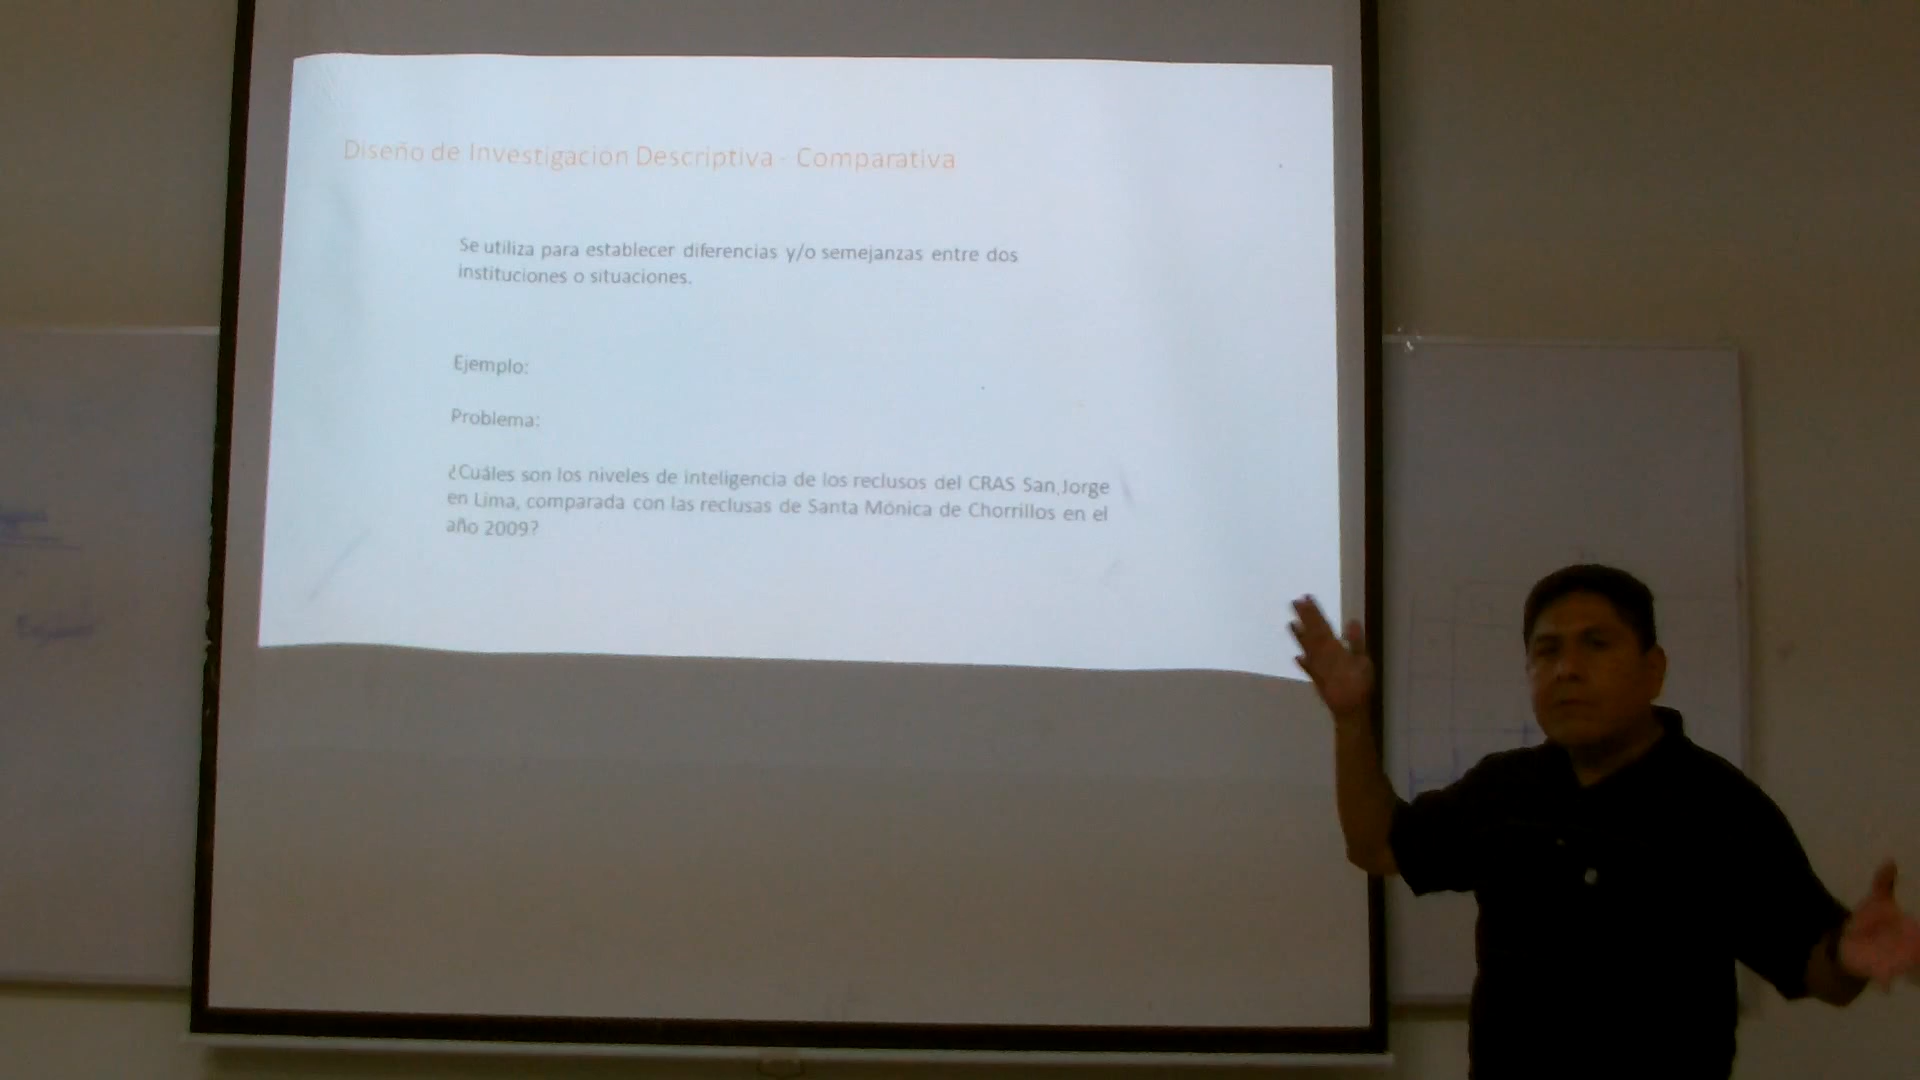 Diseño de Investigación Descriptiva - Comparativa
Se utiliza para establecer diferencias y/o semejanzas entre dos
instituciones o situaciones.
Ejemplo:
Problema:
¿Cuáles son los niveles de inteligencia de los reclusos del CRAS San Jorge
en Lima, comparada con las reclusas de Santa Mónica de Chorrillos en el
año 2009?